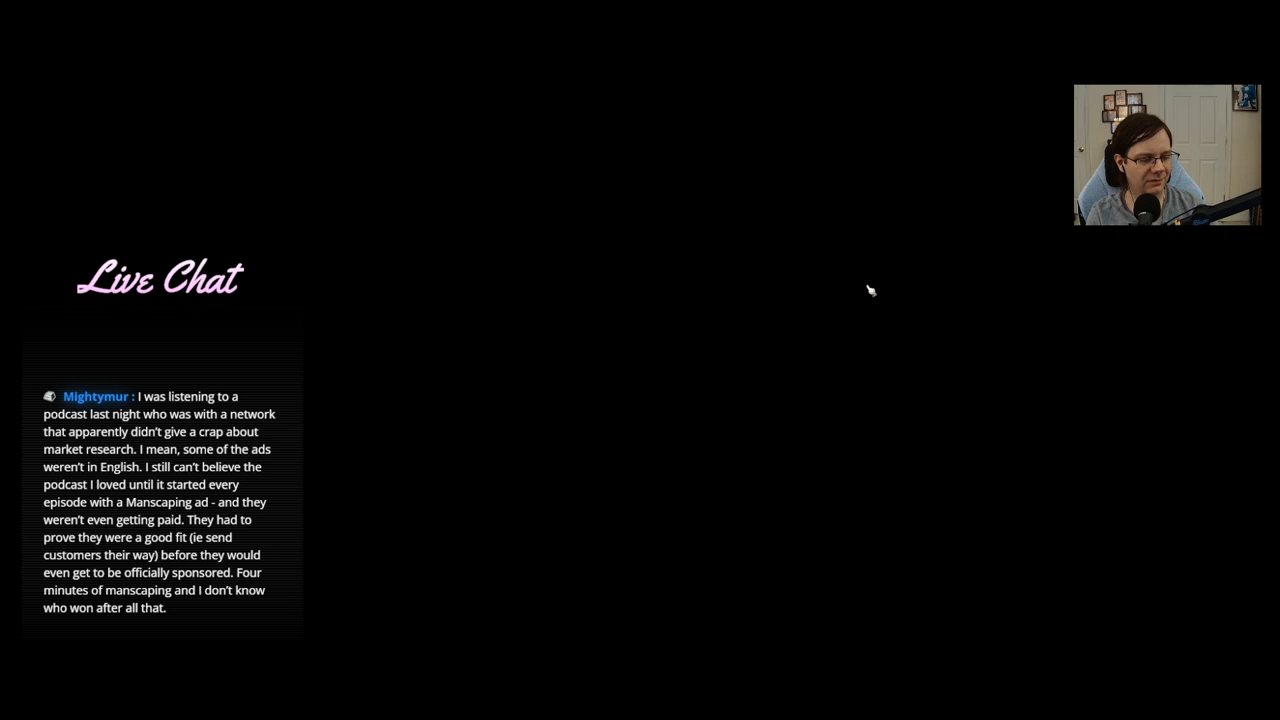 Live Chat
Mightymur : I was listening to a
podcast last night who was with a network
that apparently didn't give a crap about
market research. I mean, some of the ads
weren't in English. I still can't believe the
podcast I loved until it started every
episode with a Manscaping ad - and they
weren't even getting paid. They had to
prove they were a good fit (ie send
customers their way) before they would
even get to be officially sponsored. Four
minutes of manscaping and I don't know
who won after all that.